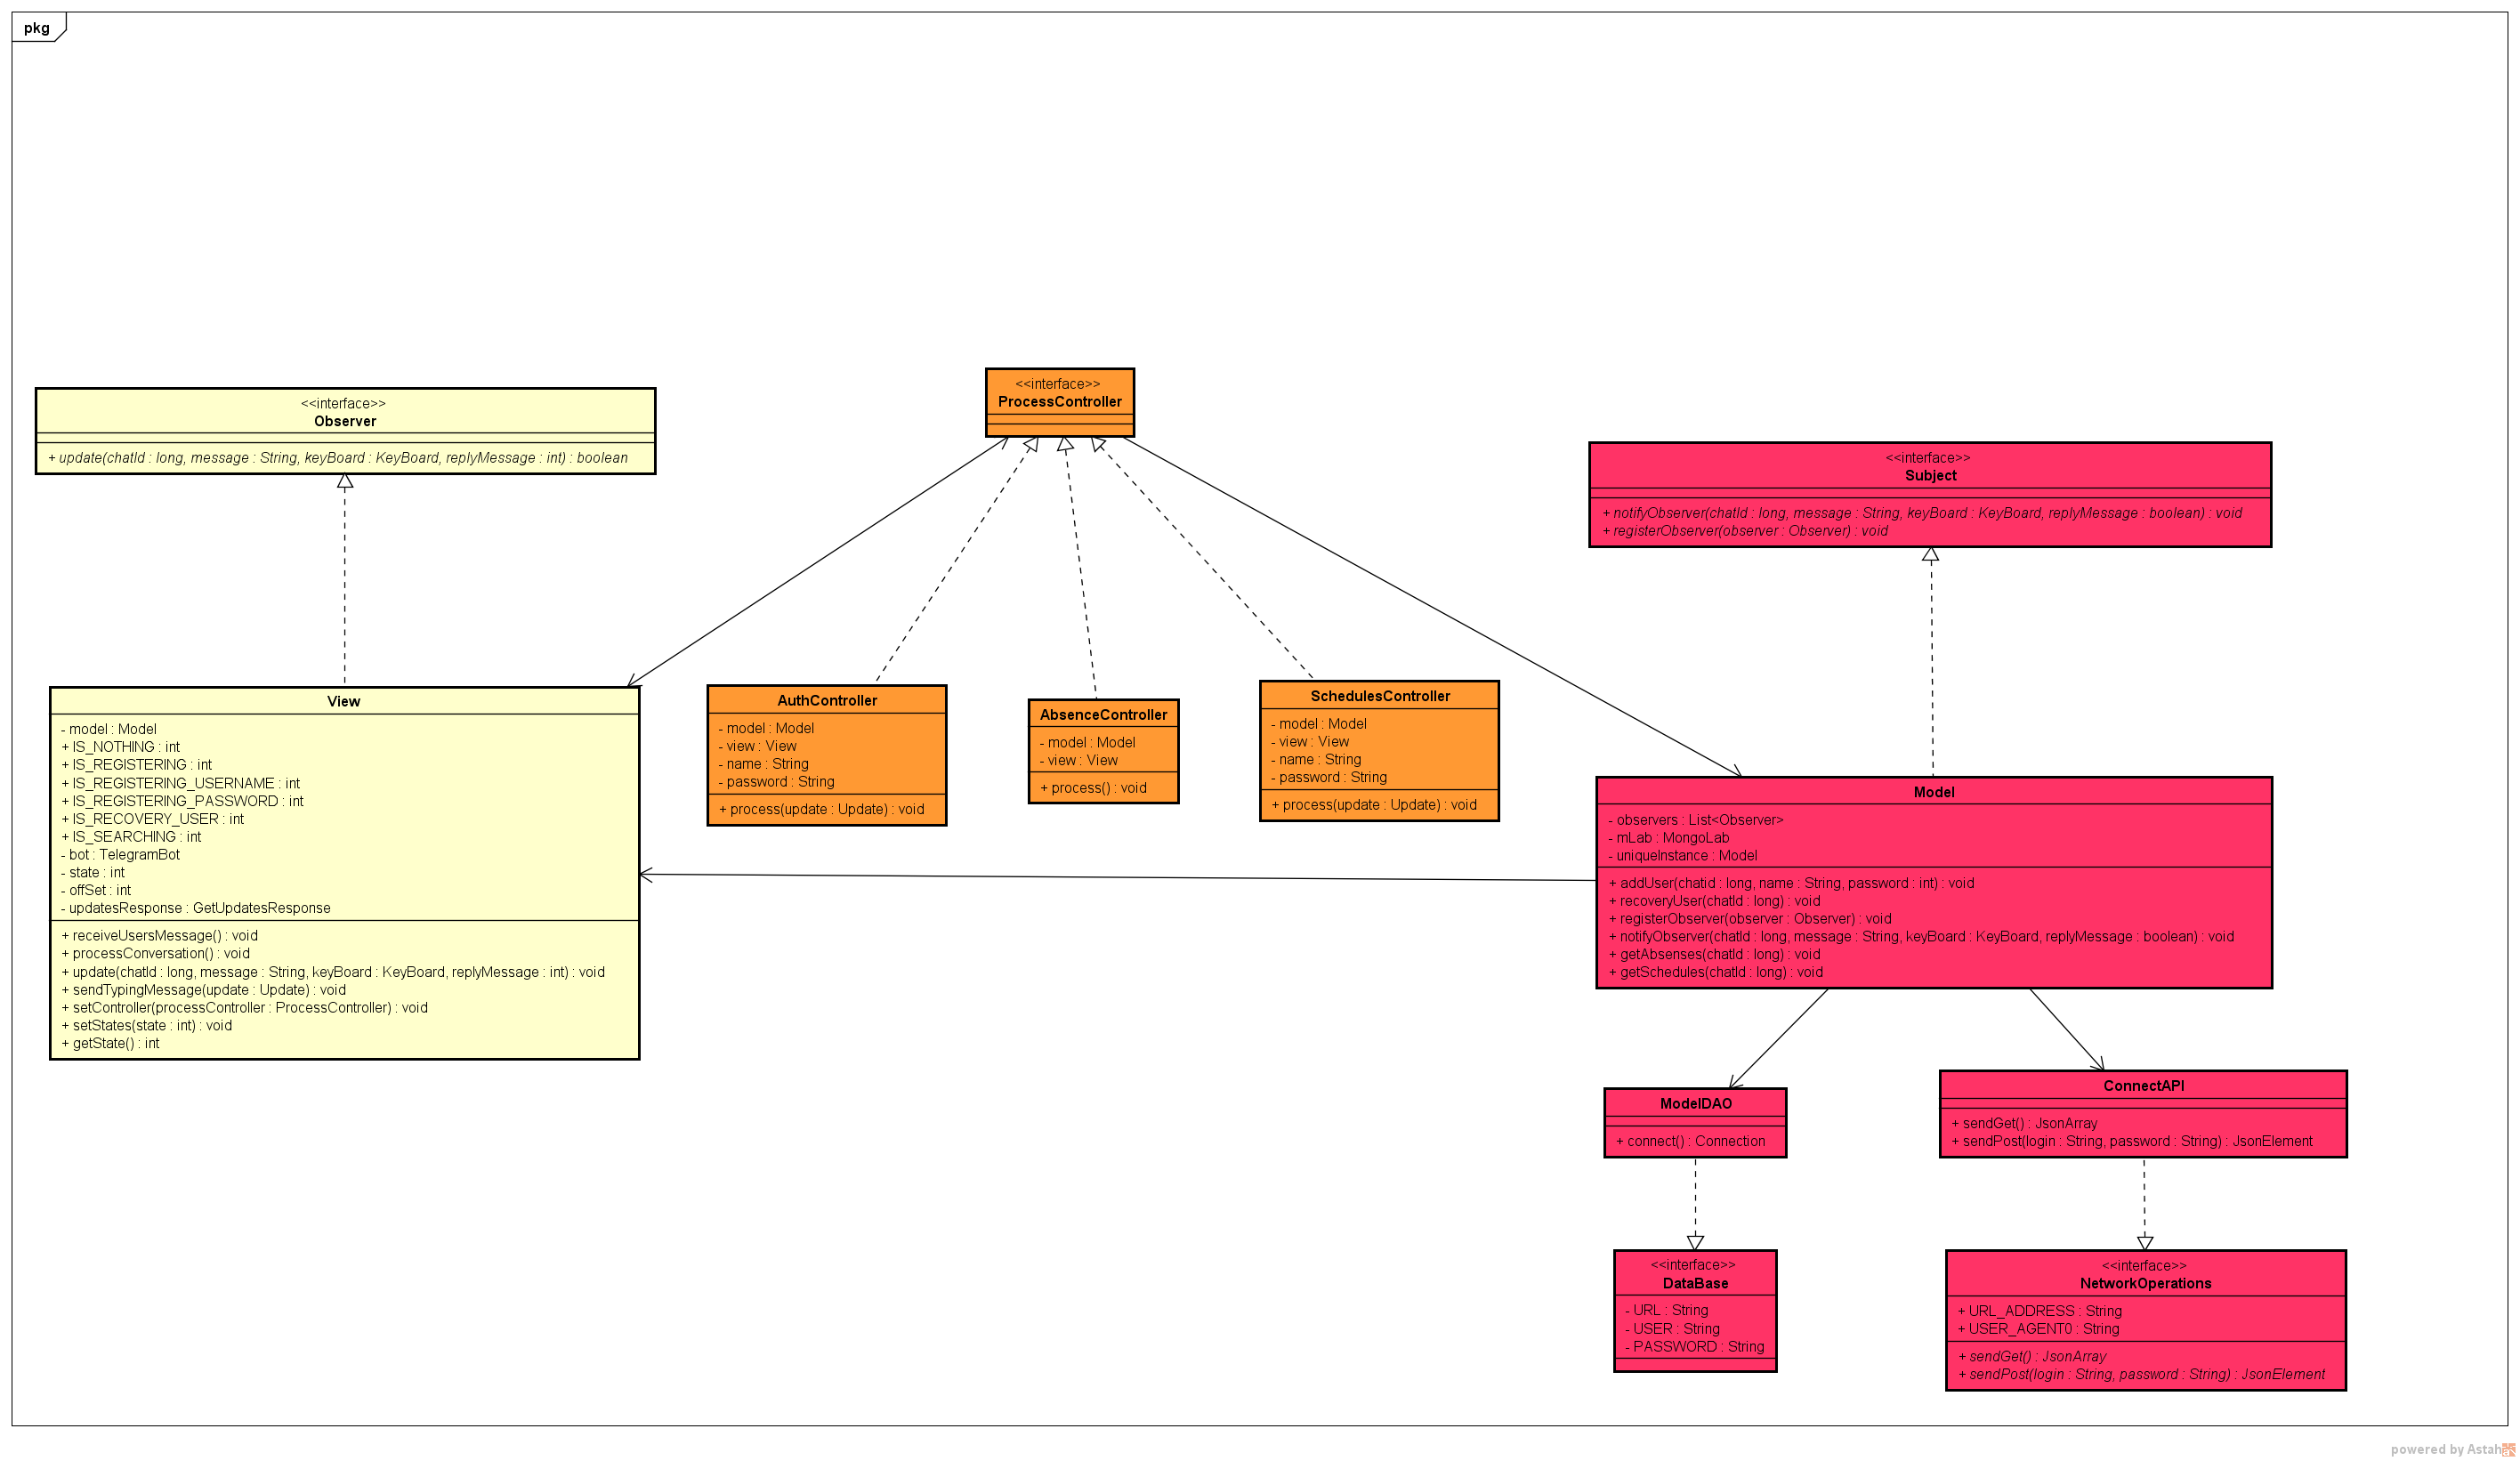 pkg
<<interface>>
Observer
+ update(chatId : long, message : String, keyBoard : KeyBoard, replyMessage : int) : boolean
<<interface>>
ProcessController
<<interface>>
Subject
+ notifyObserver(chatId : long, message : String, keyBoard : KeyBoard, replyMessage : boolean) : void
+ registerObserver(observer : Observer) : void
View
- model : Model
+ IS_NOTHING : int
+ IS_REGISTERING : int
+ IS_REGISTERING_USERNAME : int
+ IS_REGISTERING_PASSWORD : int
+ IS_RECOVERY_USER : int
+ IS_SEARCHING : int
- bot : TelegramBot
- state : int
- offSet : int
- updatesResponse : GetUpdatesResponse
+ receiveUsersMessage() : void
+ processConversation() : void
+ update(chatId : long, message : String, keyBoard : KeyBoard, replyMessage : int) : void
+ sendTypingMessage(update : Update) : void
+ setController(processController : ProcessController) : void
+ setStates(state : int) : void
+ getState() : int
AuthController
- model : Model
- view : View
- name : String
- password : String
+ process(update : Update) : void
AbsenceController
- model : Model
- view : View
+ process() : void
SchedulesController
- model : Model
- view : View
- name : String
- password : String
+ process(update : Update) : void
Model
- observers : List<Observer>
- mLab : MongoLab
- uniqueInstance : Model
+ addUser(chatid : long, name : String, password : int) : void
+ recoveryUser(chatId : long) : void
+ registerObserver(observer : Observer) : void
+ notifyObserver(chatId : long, message : String, keyBoard : KeyBoard, replyMessage : boolean) : void
+ getAbsenses(chatId : long) : void
+ getSchedules(chatId : long) : void
ModelDAO
+ connect() : Connection
ConnectAPI
+ sendGet() : JsonArray
+ sendPost(login : String, password : String) : JsonElement
<<interface>>
DataBase
- URL : String
- USER : String
- PASSWORD : String
<<interface>>
NetworkOperations
+ URL_ADDRESS : String
+ USER_AGENT0 : String
+ sendGet() : JsonArray
+ sendPost(login : String, password : String) : JsonElement
powered by Astah